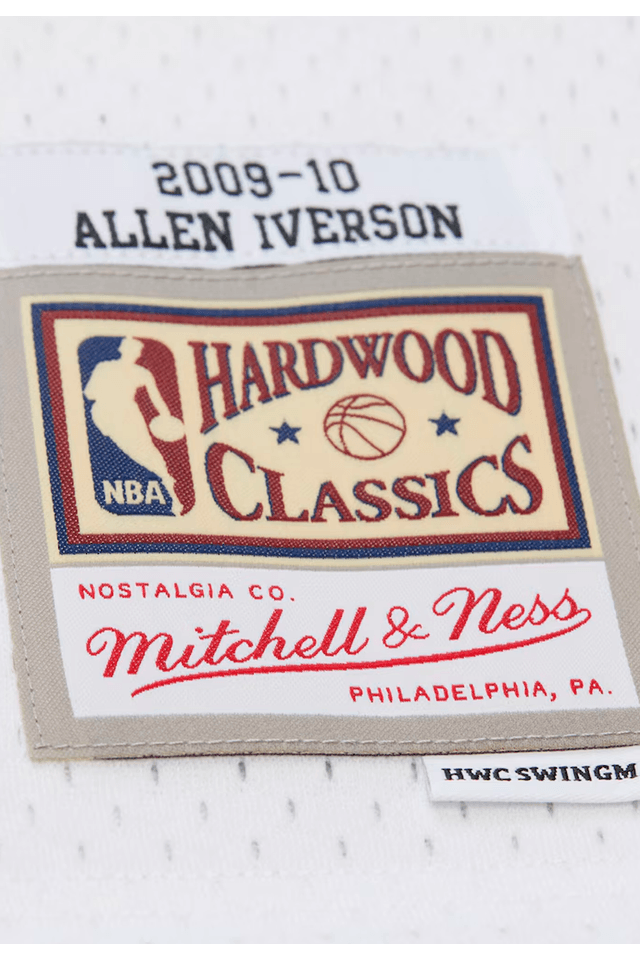 2009-10
ALLEN IVERSON
HARDWOOD
CLASSICS
NBA
NOSTALGIA CO.
Mitchell & Ness
PHILADELPHIA, PA.
HWC SWINGM